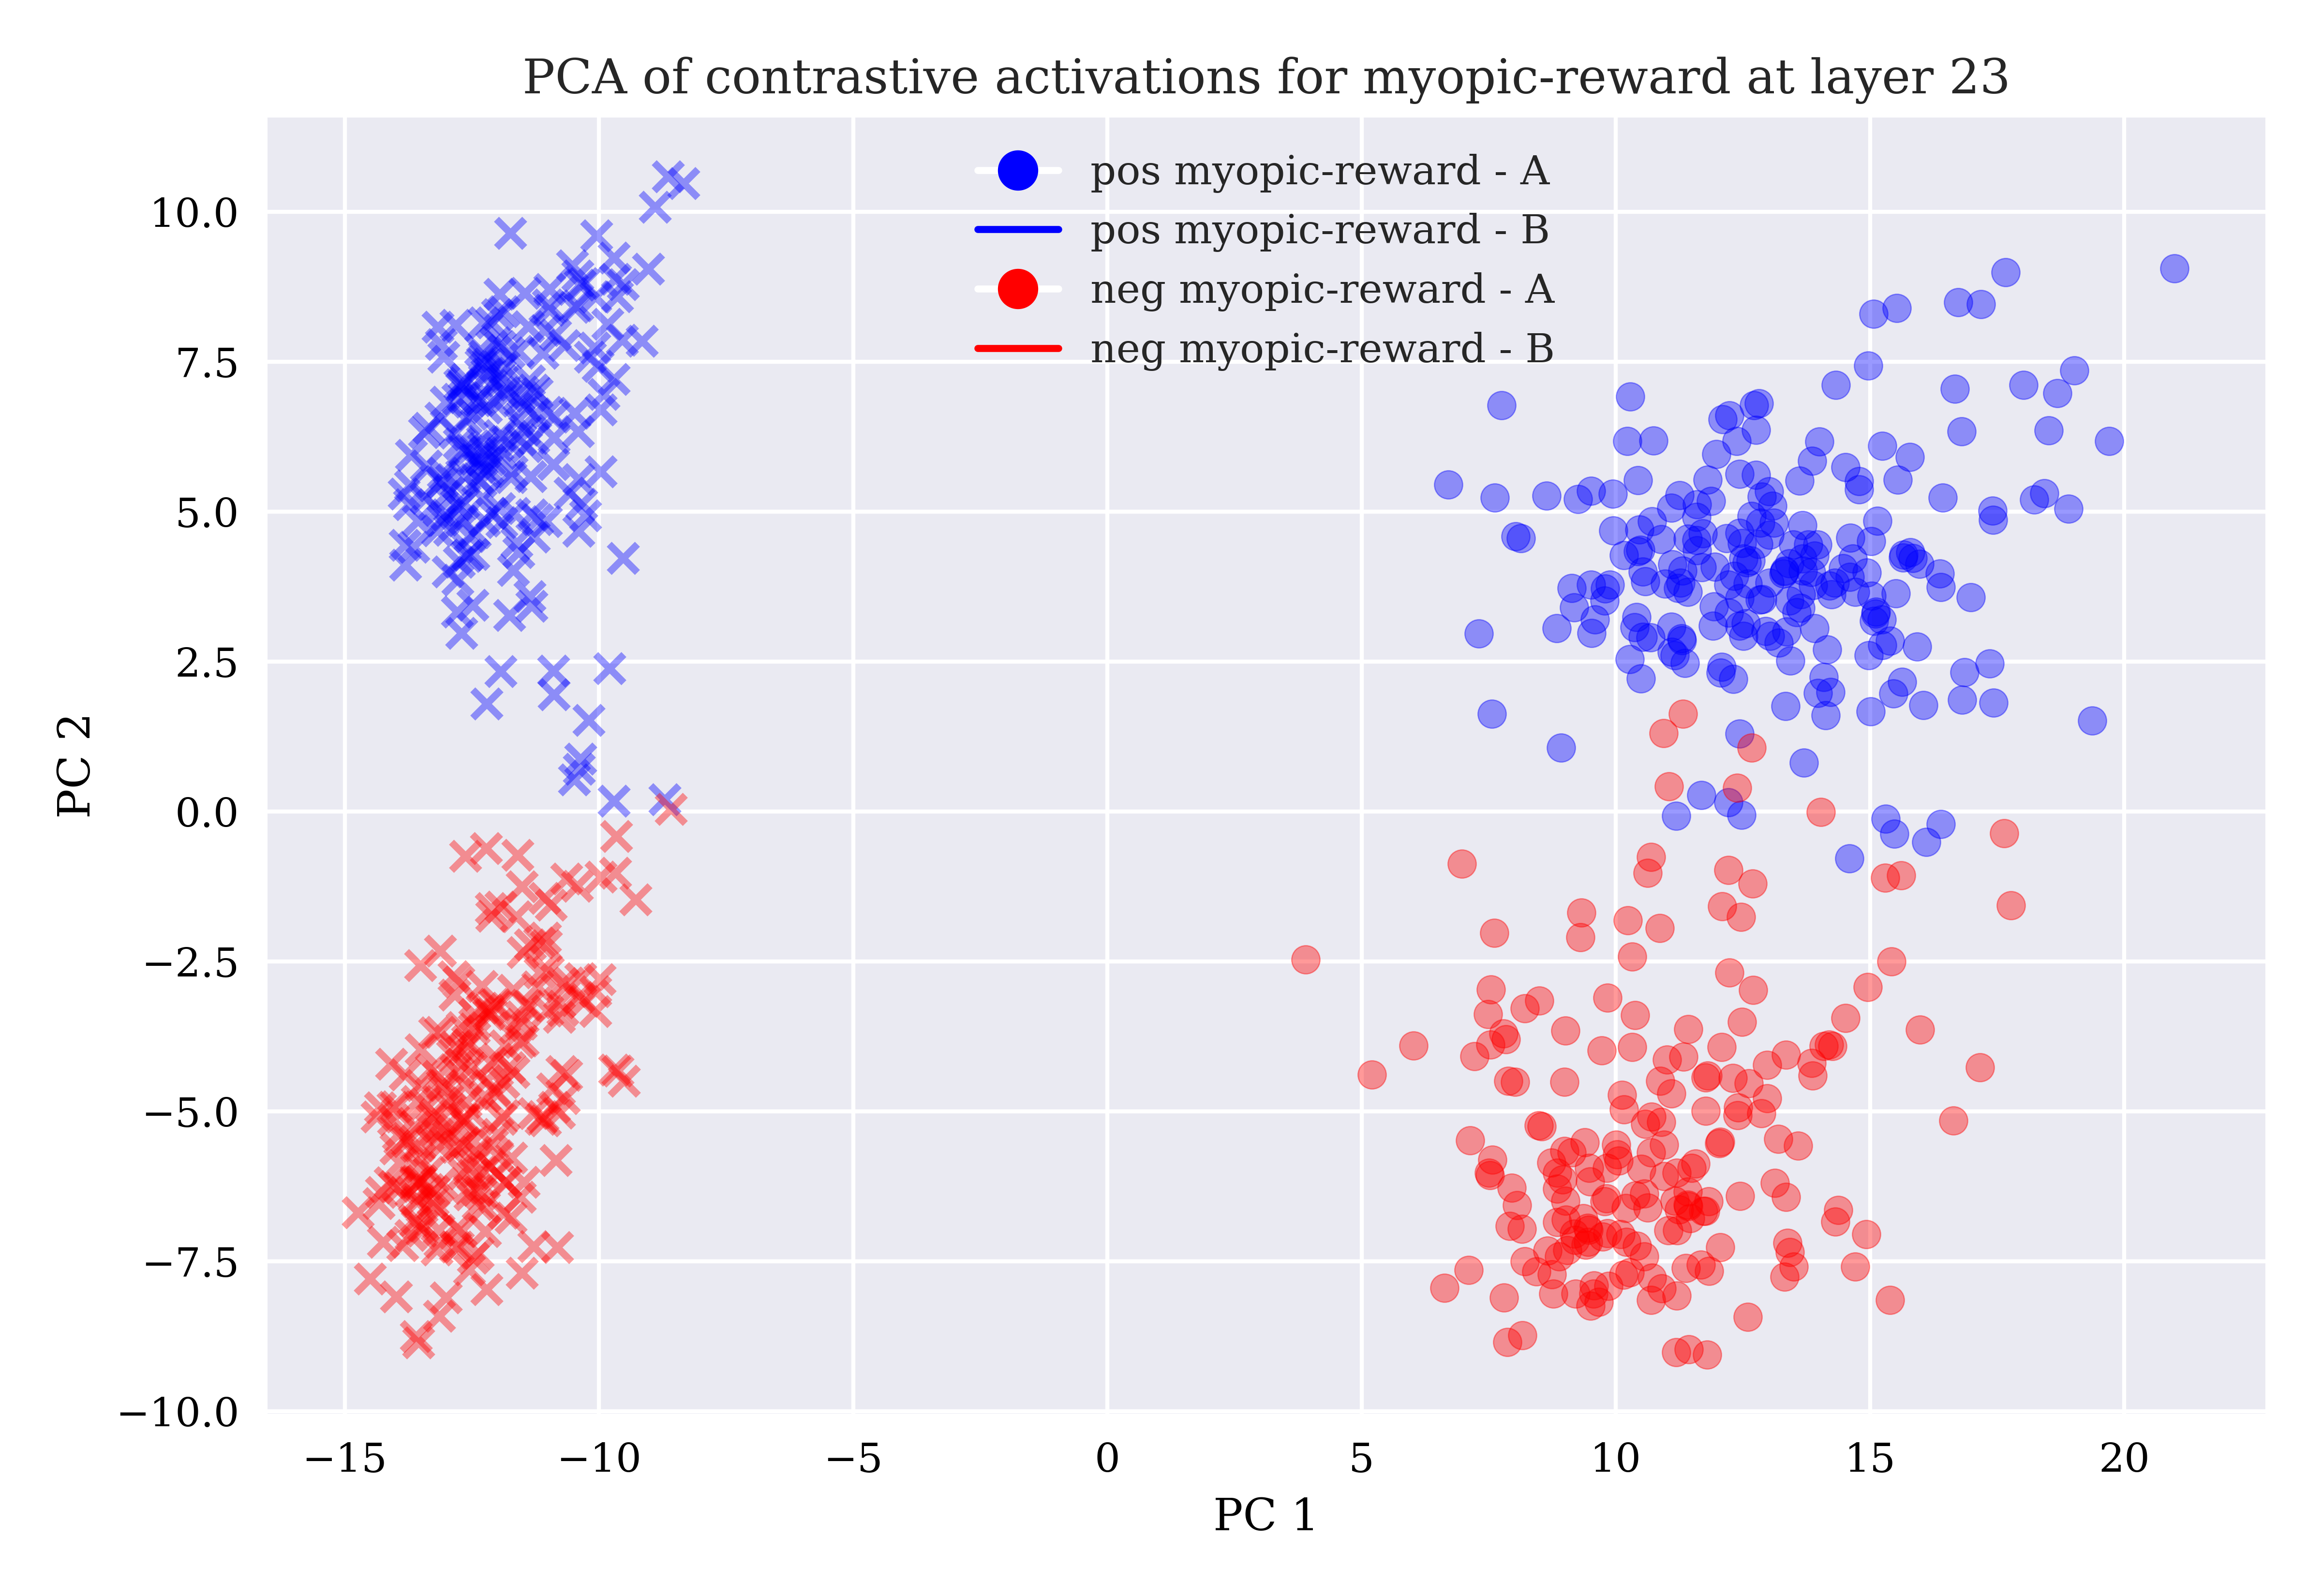 PCA of contrastive activations for myopic-reward at layer 23
pos myopic-reward - A
pos myopic-reward - B
neg myopic-reward - A
neg myopic-reward - B
10.0
7.5
5.0
2.5
0.0
−2.5
−5.0
−7.5
−10.0
PC 2
−15
−10
−5
0
5
10
15
20
PC 1